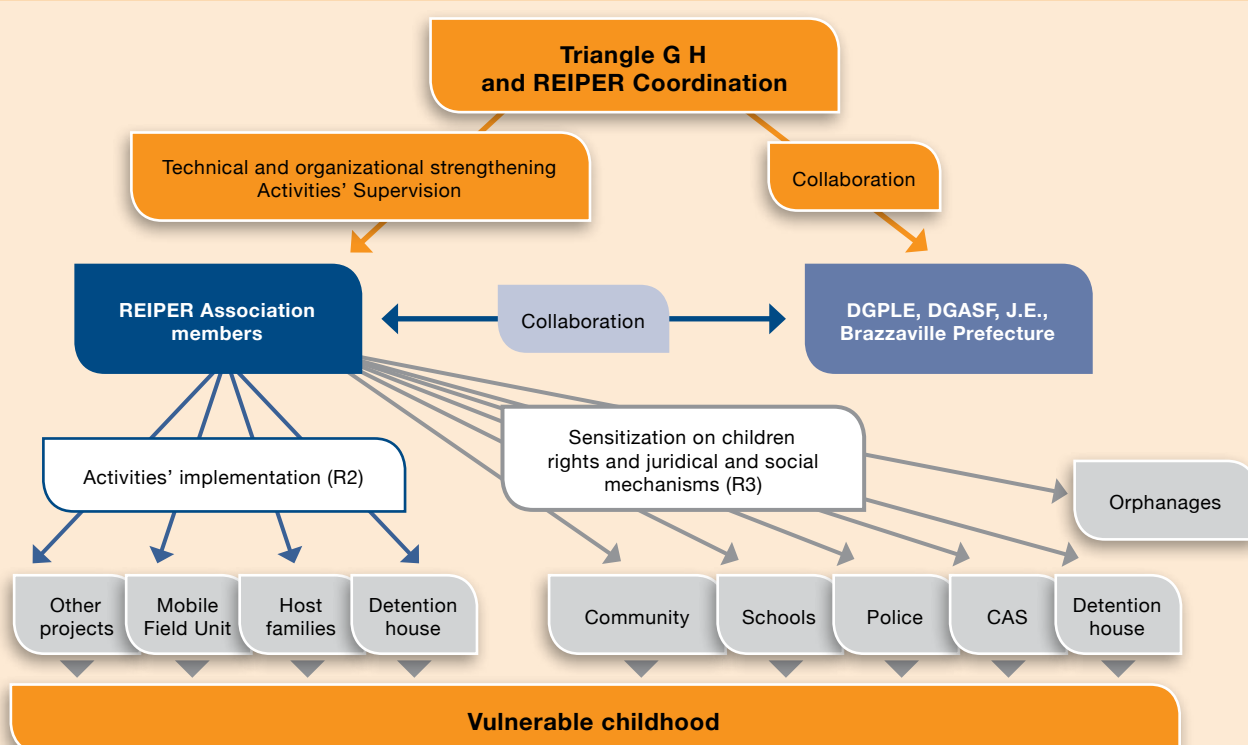 Triangle G H
and REIPER Coordination
Technical and organizational strengthening
Activities’ Supervision
Collaboration
REIPER Association
members
Collaboration
DGPLE, DGASF, J.E.,
Brazzaville Prefecture
Activities’ implementation (R2)
Sensitization on children
rights and juridical and social
mechanisms (R3)
Orphanages
Other
projects
Mobile
Field Unit
Host
families
Detention
house
Community
Schools
Police
CAS
Detention
house
Vulnerable childhood